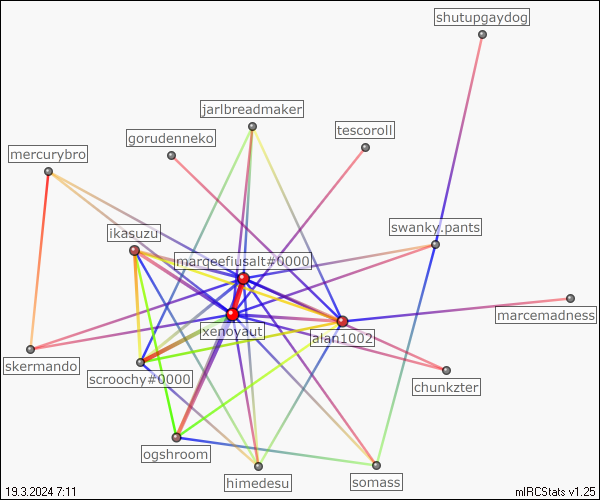 shutupgaydog
jarlbreadmaker
tescoroll
gorudenneko
mercurybro
swanky.pants
ikasuzu
marqeefiusalt#0000
marcemadness
xenoyaut
alan1002
skermando
scroochy#0000
chunkzter
ogshroom
himedesu
somass
19.3.2024 7:11
mIRCStats v1.25